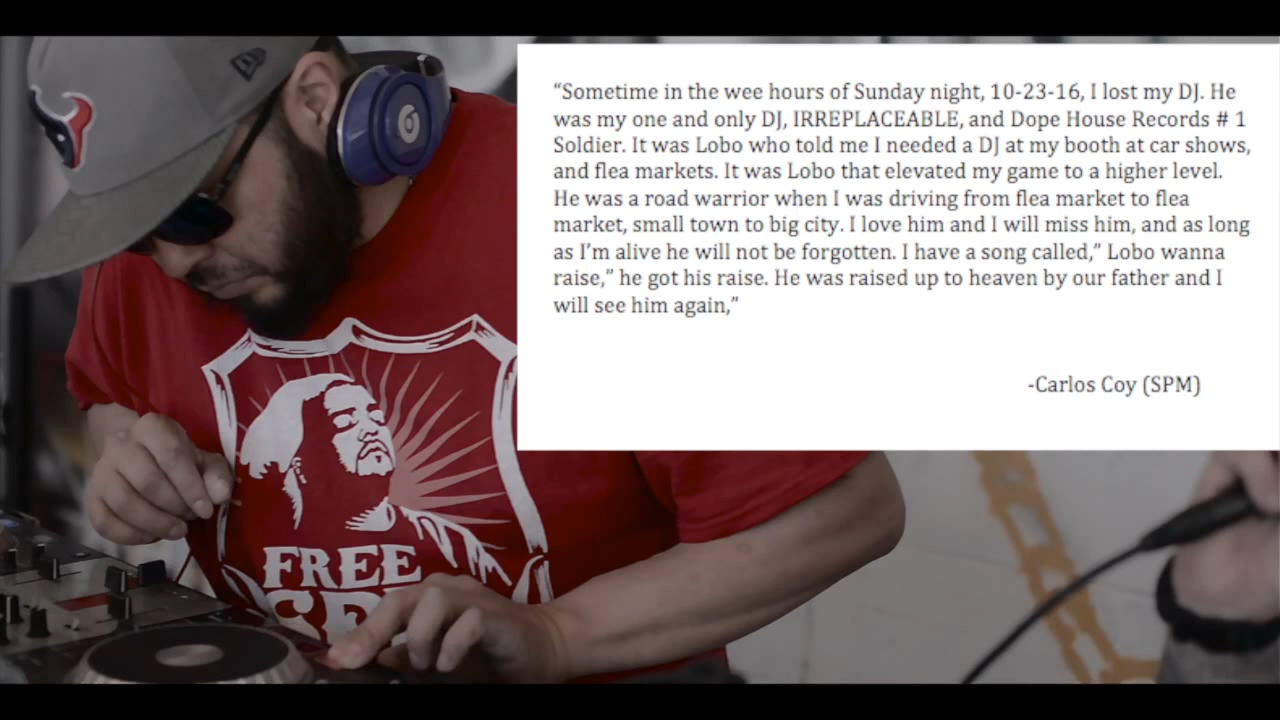 “Sometime in the wee hours of Sunday night, 10-23-16, I lost my DJ. He
was my one and only DJ, IRREPLACEABLE, and Dope House Records # 1
Soldier. It was Lobo who told me I needed a DJ at my booth at car shows,
and flea markets. It was Lobo that elevated my game to a higher level.
He was a road warrior when I was driving from flea market to flea
market, small town to big city. I love him and I will miss him, and as long
as I’m alive he will not be forgotten. I have a song called,” Lobo wanna
raise,” he got his raise. He was raised up to heaven by our father and I
will see him again,”
-Carlos Coy (SPM)
FREE